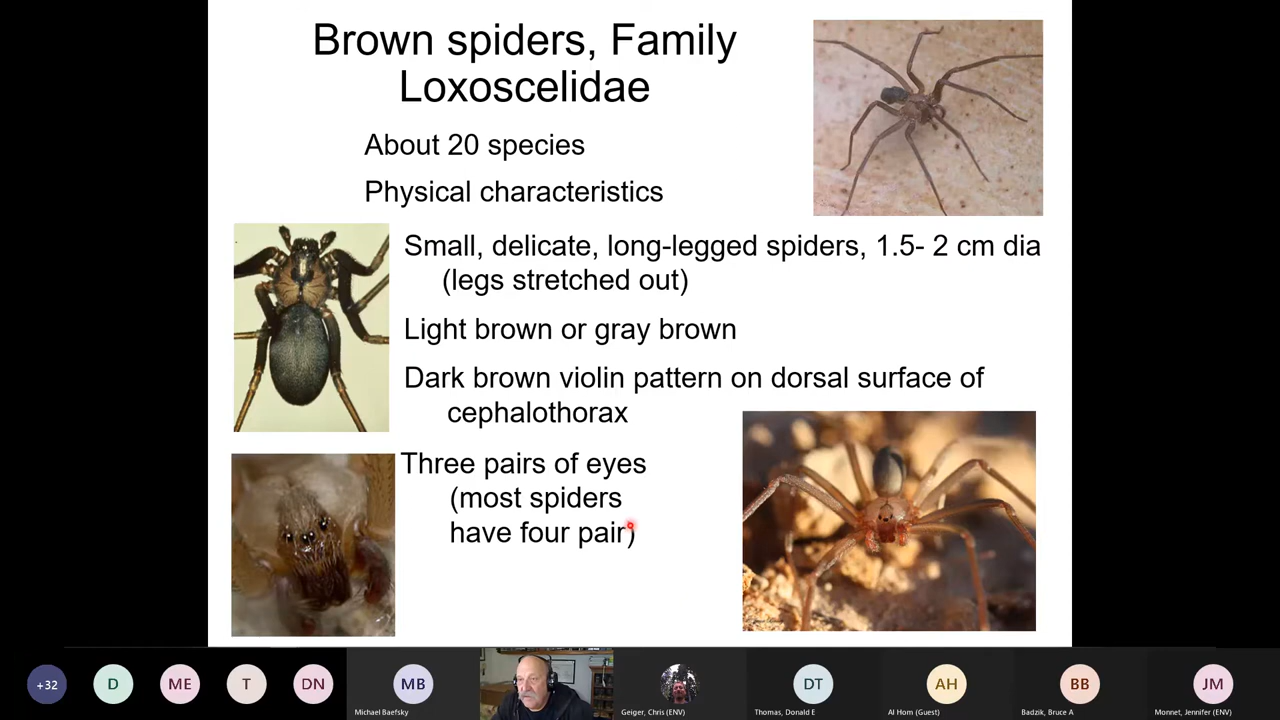 Brown spiders, Family
Loxoscelidae
About 20 species
Physical characteristics
Small, delicate, long-legged spiders, 1.5- 2 cm dia
(legs stretched out)
Light brown or gray brown
Dark brown violin pattern on dorsal surface of
cephalothorax
Three pairs of eyes
(most spiders
have four pair)
+32
D
ME
T
DN
MB
DT
AH
BB
JM
Michael Baefsky
Geiger, Chris (ENV)
Thomas, Donald E
Al Hom (Guest)
Badzik, Bruce A
Monnet, Jennifer (ENV)